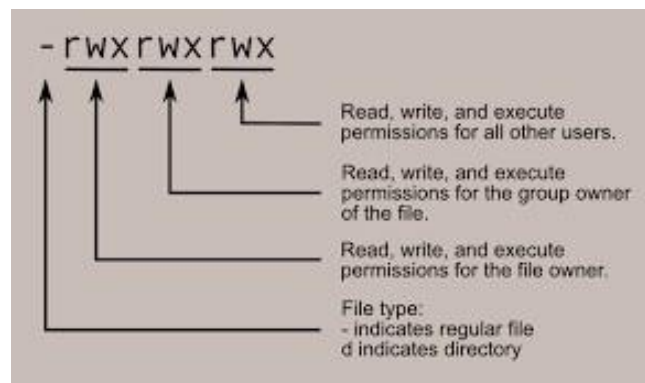 -rwxrwxrwx
Read, write, and execute
permissions for all other users.
Read, write, and execute
permissions for the group owner
of the file.
Read, write, and execute
permissions for the file owner.
File type:
- indicates regular file
d indicates directory